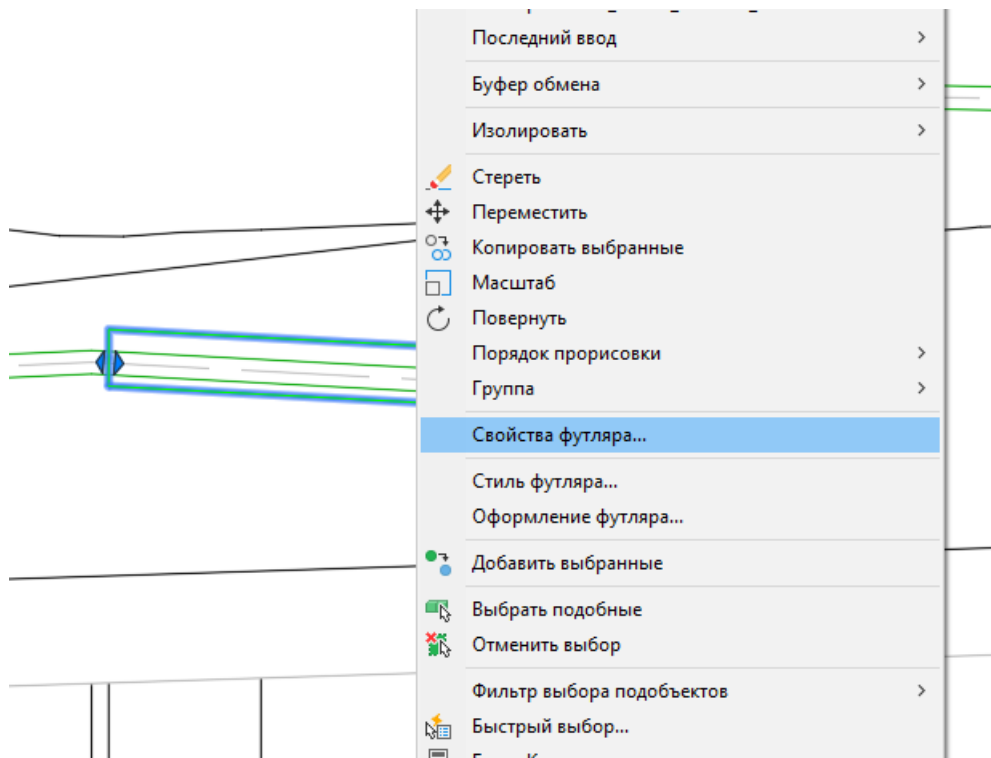 Последний ввод
Буфер обмена
Изолировать
Стереть
Переместить
Копировать выбранные
Масштаб
Повернуть
Порядок прорисовки
Группа
Свойства футляра...
Стиль футляра...
Оформление футляра...
Добавить выбранные
Выбрать подобные
Отменить выбор
Фильтр выбора подобъектов
Быстрый выбор...